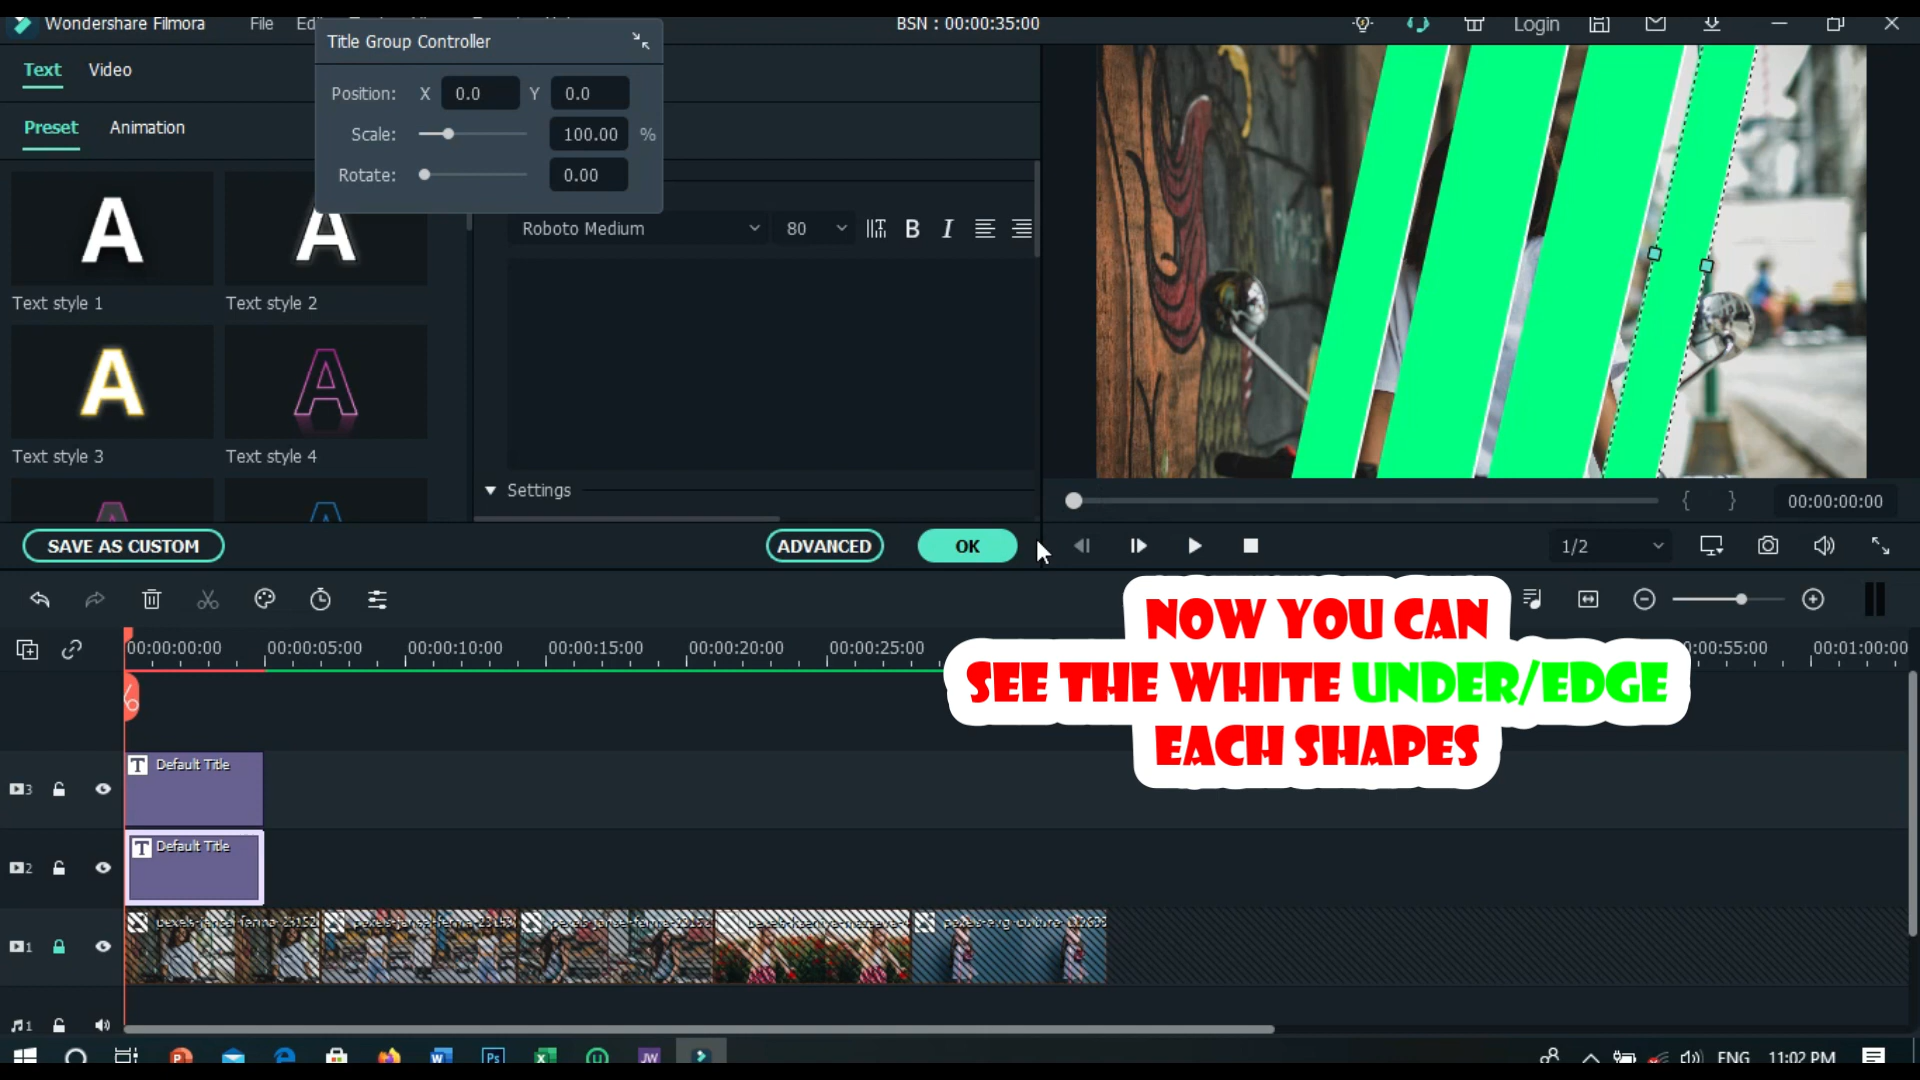 Wondershare Filmora
File
BSN : 00:00:35:00
Login
Title Group Controller
Text Video
Position: X 0.0 Y 0.0
Preset Animation
Scale: 100.00 %
Rotate: 0.00
Roboto Medium 80 B I
A A
Text style 1 Text style 2
A A
Text style 3 Text style 4
Settings
00:00:00:00
SAVE AS CUSTOM ADVANCED OK 1/2
NOW YOU CAN
SEE THE WHITE UNDER/EDGE
EACH SHAPES
00:00:00:00 00:00:05:00 00:00:10:00 00:00:15:00 00:00:20:00 00:00:25:00 00:00:55:00 00:01:00:00
3 T Default Title
2 T Default Title
1
1
ENG 11:02 PM